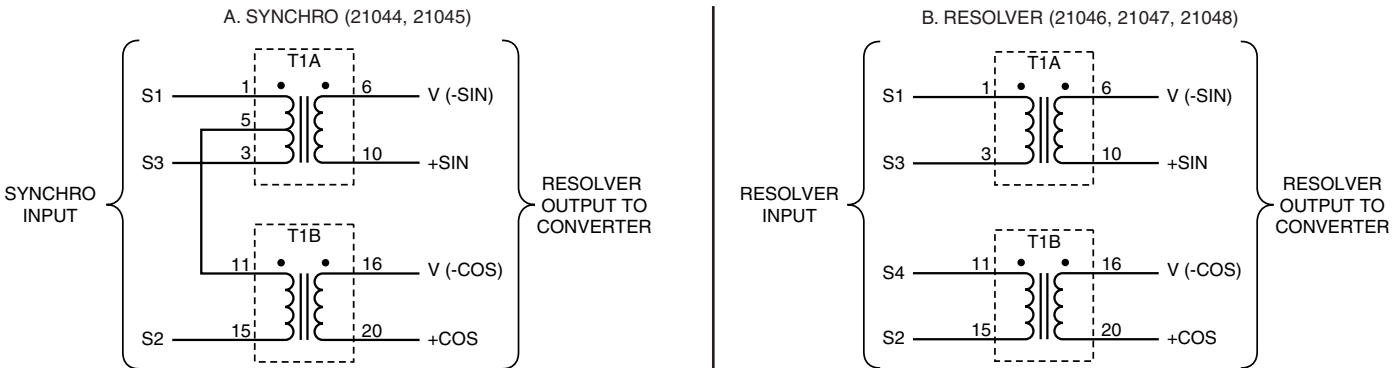 A. SYNCHRO (21044, 21045)
T1A
S1 1 6 V (-SIN)
5
S3 3 10 +SIN
SYNCHRO
INPUT
RESOLVER
OUTPUT TO
CONVERTER
T1B
11 16 V (-COS)
S2 15 20 +COS
B. RESOLVER (21046, 21047, 21048)
T1A
S1 1 6 V (-SIN)
S3 3 10 +SIN
RESOLVER
INPUT
RESOLVER
OUTPUT TO
CONVERTER
T1B
S4 11 16 V (-COS)
S2 15 20 +COS